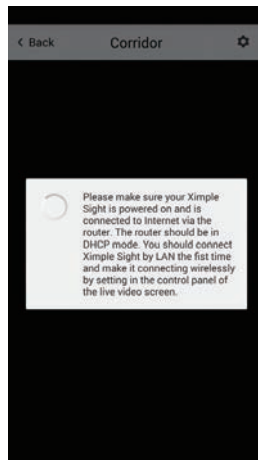 < Back Corridor
Please make sure your Ximple
Sight is powered on and is
connected to Internet via the
router. The router should be in
DHCP mode. You should connect
Ximple Sight by LAN the fist time
and make it connecting wirelessly
by setting in the control panel of
the live video screen.